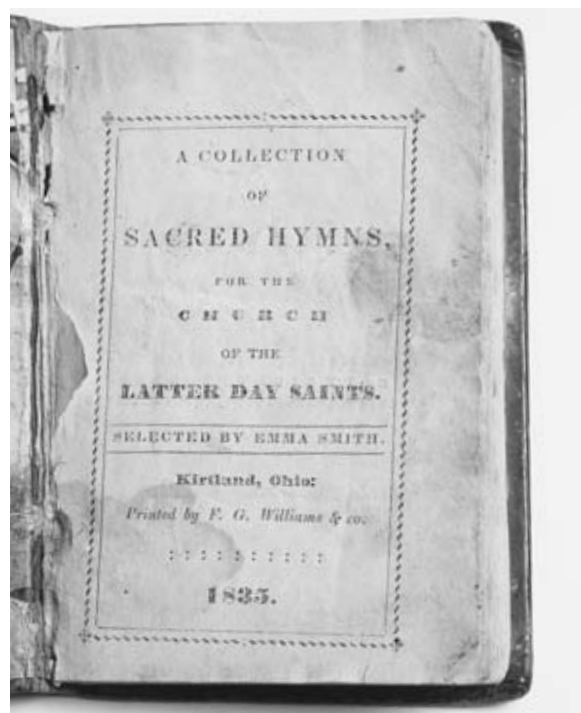 A COLLECTION
OF
SACRED HYMNS,
FOR THE
CHURCH
OF THE
LATTER DAY SAINTS.
SELECTED BY EMMA SMITH.
Kirtland, Ohio:
Printed by F. G. Williams & co.
: : : : : : : : : :
1835.